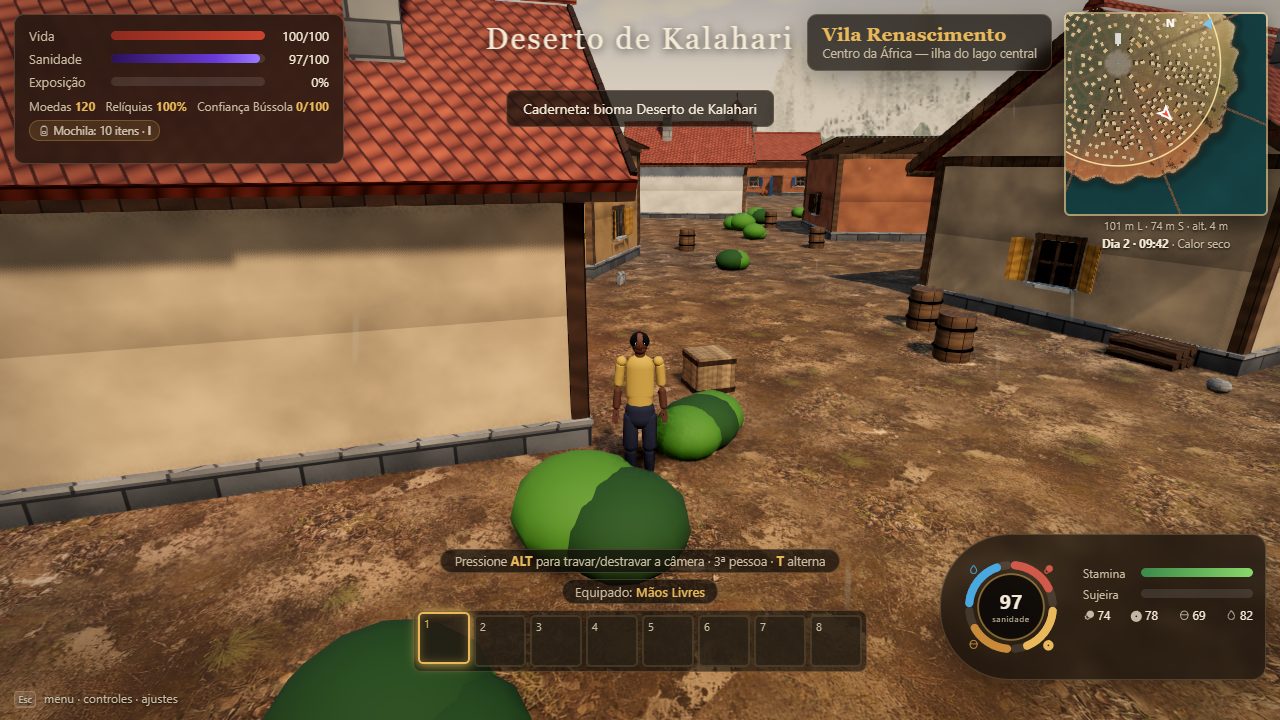 Vida 100/100
Sanidade 97/100
Exposição 0%
Moedas 120 Relíquias 100% Confiança Bússola 0/100
Mochila: 10 itens · I
Deserto de Kalahari
Caderneta: bioma Deserto de Kalahari
Vila Renascimento
Centro da África — ilha do lago central
N
101 m L · 74 m S · alt. 4 m
Dia 2 · 09:42 · Calor seco
Pressione ALT para travar/destravar a câmera · 3ª pessoa · T alterna
Equipado: Mãos Livres
1 2 3 4 5 6 7 8
97
sanidade
Stamina
Sujeira
74 78 69 82
Esc menu · controles · ajustes